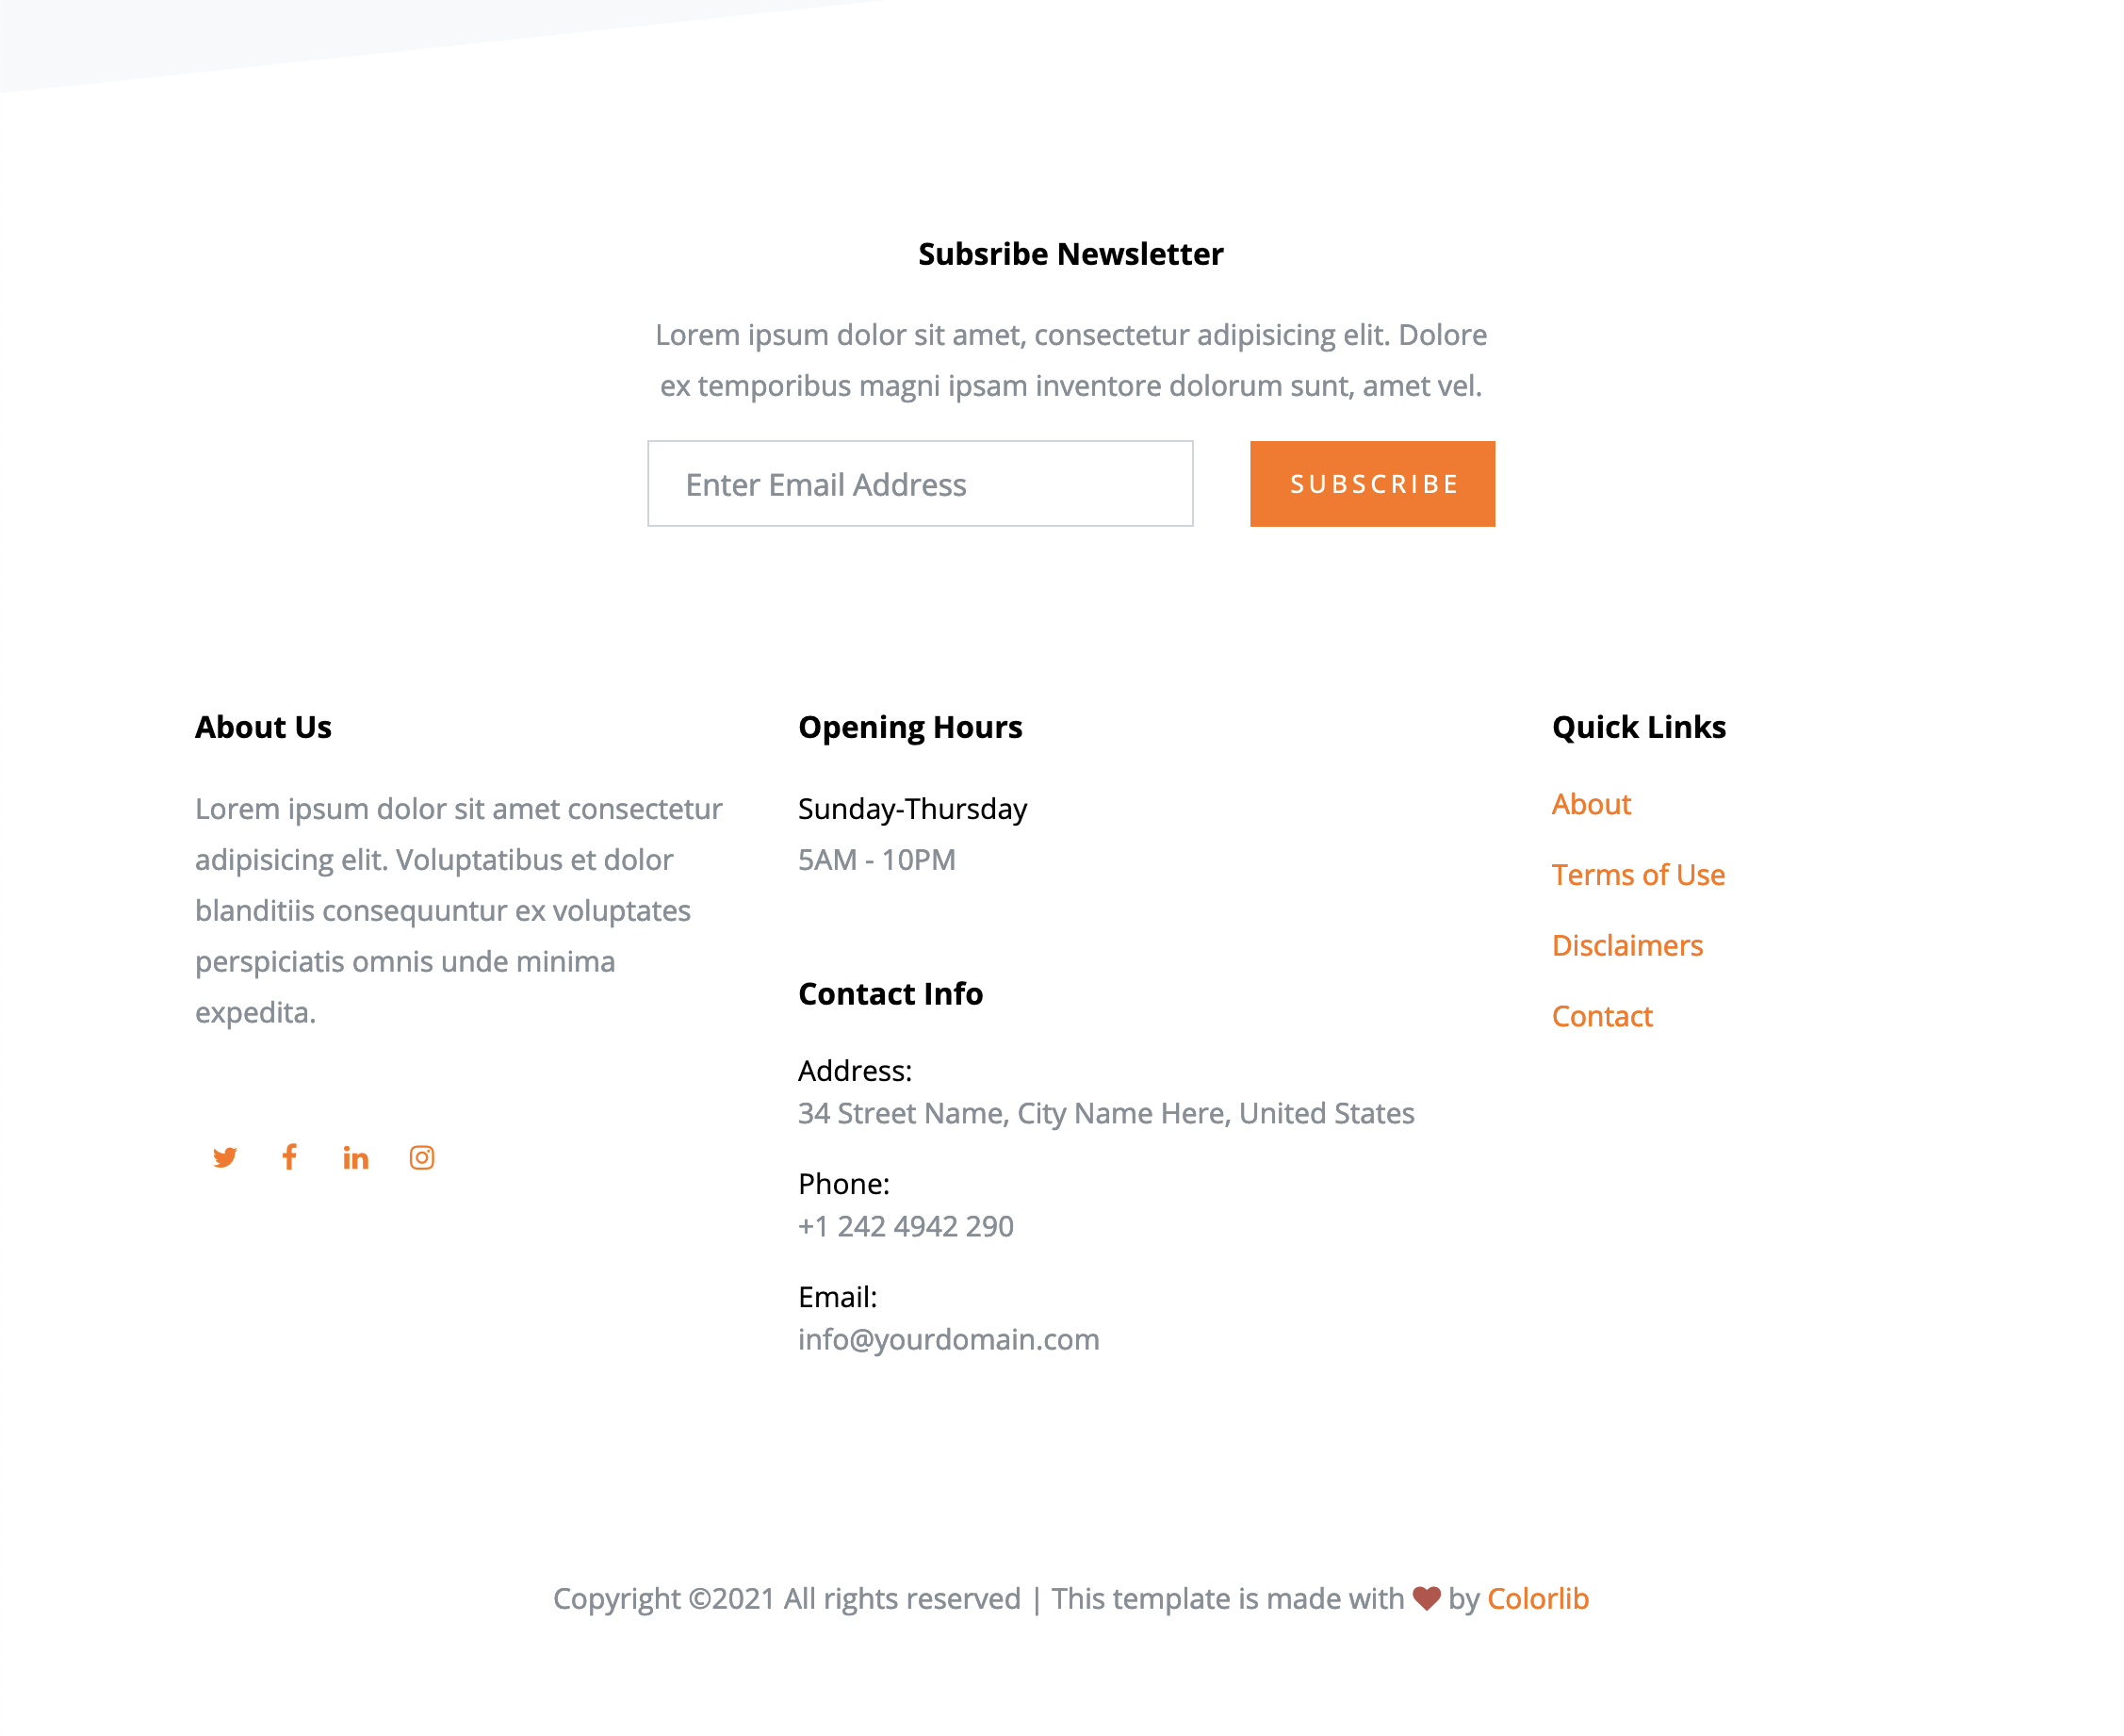 Subsribe Newsletter
Lorem ipsum dolor sit amet, consectetur adipisicing elit. Dolore
ex temporibus magni ipsam inventore dolorum sunt, amet vel.
Enter Email Address
SUBSCRIBE
About Us
Lorem ipsum dolor sit amet consectetur
adipisicing elit. Voluptatibus et dolor
blanditiis consequuntur ex voluptates
perspiciatis omnis unde minima
expedita.
Opening Hours
Sunday-Thursday
5AM - 10PM
Contact Info
Address:
34 Street Name, City Name Here, United States
Phone:
+1 242 4942 290
Email:
info@yourdomain.com
Quick Links
About
Terms of Use
Disclaimers
Contact
Copyright ©2021 All rights reserved | This template is made with ❤ by Colorlib